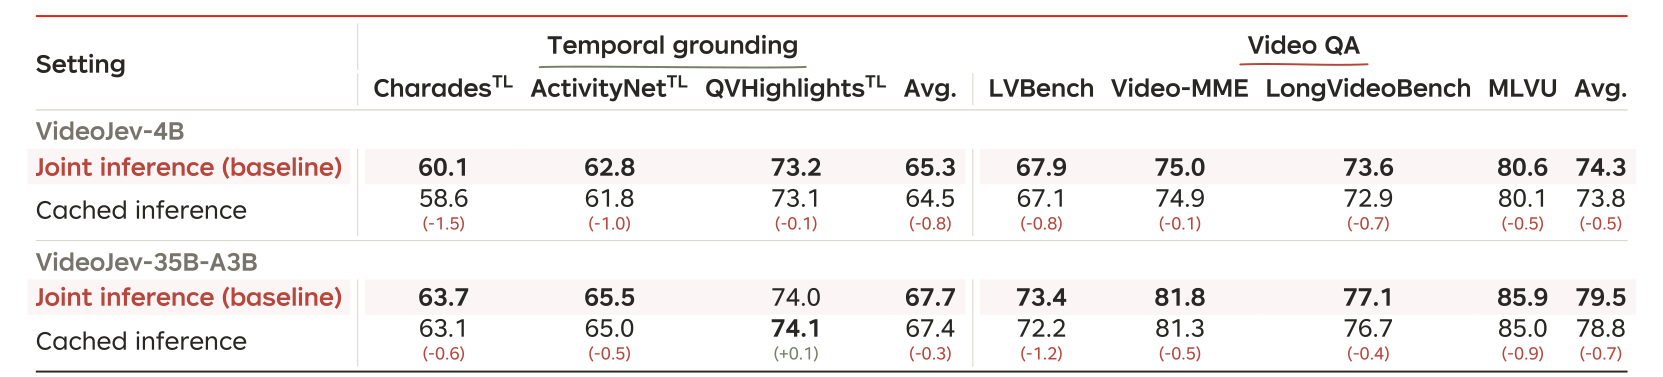 Setting Temporal grounding Video QA
Charades^TL ActivityNet^TL QVHighlights^TL Avg. LVBench Video-MME LongVideoBench MLVU Avg.
VideoJev-4B
Joint inference (baseline) 60.1 62.8 73.2 65.3 67.9 75.0 73.6 80.6 74.3
Cached inference 58.6 61.8 73.1 64.5 67.1 74.9 72.9 80.1 73.8
(-1.5) (-1.0) (-0.1) (-0.8) (-0.8) (-0.1) (-0.7) (-0.5) (-0.5)
VideoJev-35B-A3B
Joint inference (baseline) 63.7 65.5 74.0 67.7 73.4 81.8 77.1 85.9 79.5
Cached inference 63.1 65.0 74.1 67.4 72.2 81.3 76.7 85.0 78.8
(-0.6) (-0.5) (+0.1) (-0.3) (-1.2) (-0.5) (-0.4) (-0.9) (-0.7)